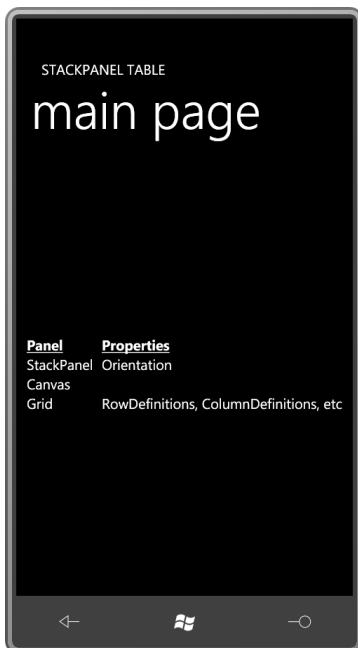 STACKPANEL TABLE
main page
Panel Properties
StackPanel Orientation
Canvas
Grid RowDefinitions, ColumnDefinitions, etc